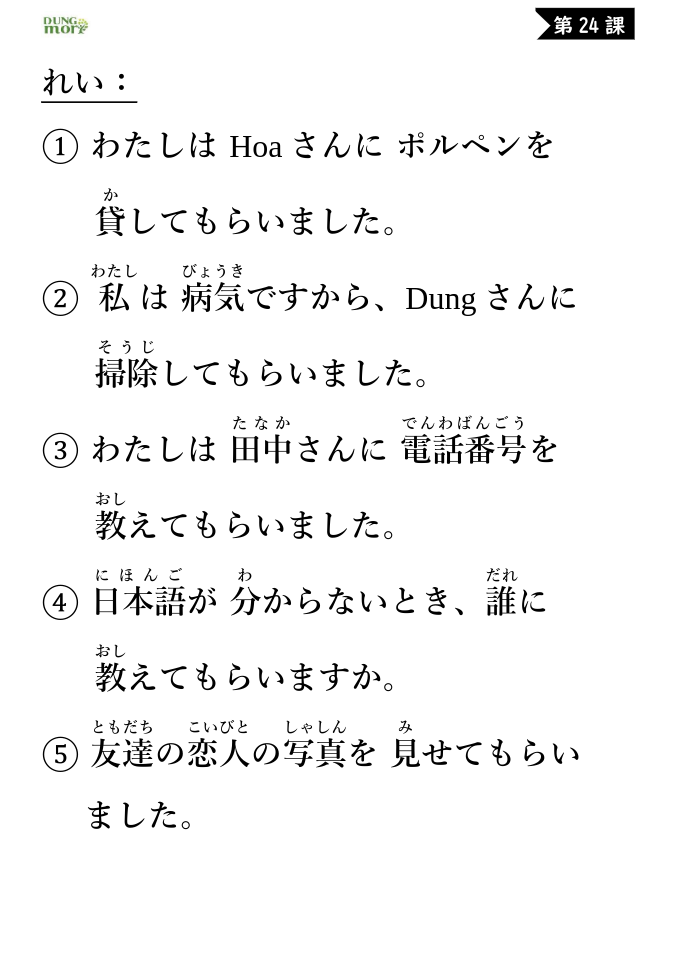 DUNG
mori
第 24 課
れい：
① わたしは Hoa さんに ポルペンを
か
貸してもらいました。
わたし びょうき
② 私 は 病気ですから、Dung さんに
そうじ
掃除してもらいました。
たなか でんわばんごう
③ わたしは 田中さんに 電話番号を
おし
教えてもらいました。
にほんご わ だれ
④ 日本語が 分からないとき、誰に
おし
教えてもらいますか。
ともだち こいびと しゃしん み
⑤ 友達の恋人の写真を 見せてもらい
ました。